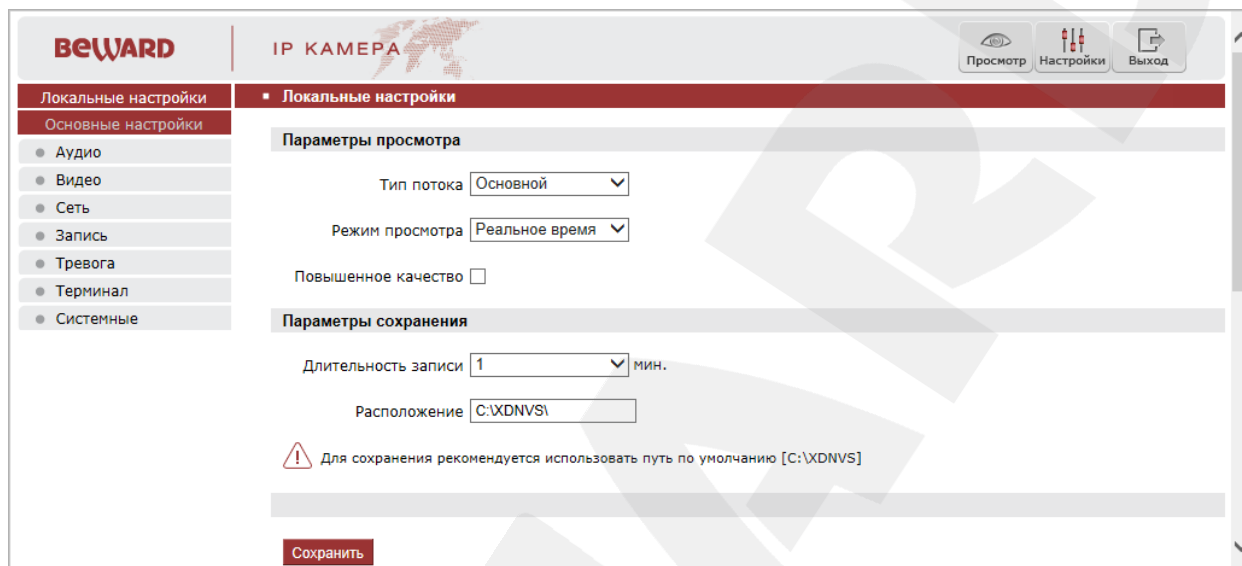 BEWARD
IP КАМЕРА
Просмотр Настройки Выход
Локальные настройки
Основные настройки
Аудио
Видео
Сеть
Запись
Тревога
Терминал
Системные
Локальные настройки
Параметры просмотра
Тип потока Основной
Режим просмотра Реальное время
Повышенное качество
Параметры сохранения
Длительность записи 1 мин.
Расположение C:\XDNVS\
Для сохранения рекомендуется использовать путь по умолчанию [C:\XDNVS]
Сохранить